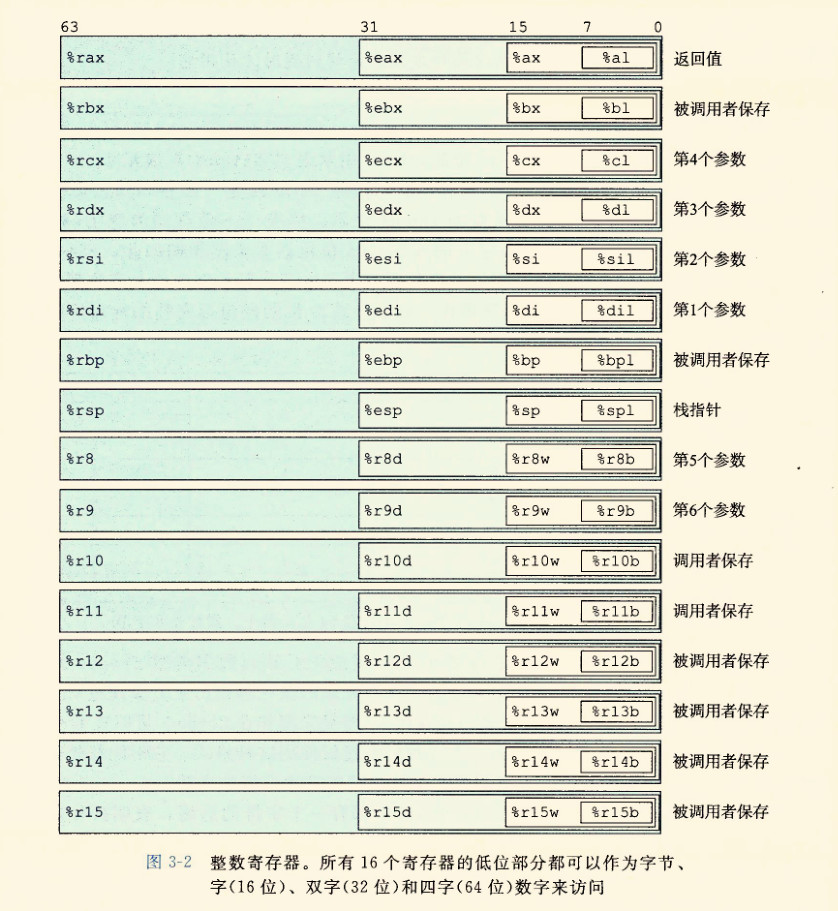 63 31 15 7 0
%rax %eax %ax %al 返回值
%rbx %ebx %bx %bl 被调用者保存
%rcx %ecx %cx %cl 第4个参数
%rdx %edx %dx %dl 第3个参数
%rsi %esi %si %sil 第2个参数
%rdi %edi %di %dil 第1个参数
%rbp %ebp %bp %bpl 被调用者保存
%rsp %esp %sp %spl 栈指针
%r8 %r8d %r8w %r8b 第5个参数
%r9 %r9d %r9w %r9b 第6个参数
%r10 %r10d %r10w %r10b 调用者保存
%r11 %r11d %r11w %r11b 调用者保存
%r12 %r12d %r12w %r12b 被调用者保存
%r13 %r13d %r13w %r13b 被调用者保存
%r14 %r14d %r14w %r14b 被调用者保存
%r15 %r15d %r15w %r15b 被调用者保存
图 3-2 整数寄存器。所有 16 个寄存器的低位部分都可以作为字节、
字(16 位)、双字(32 位)和四字(64 位)数字来访问